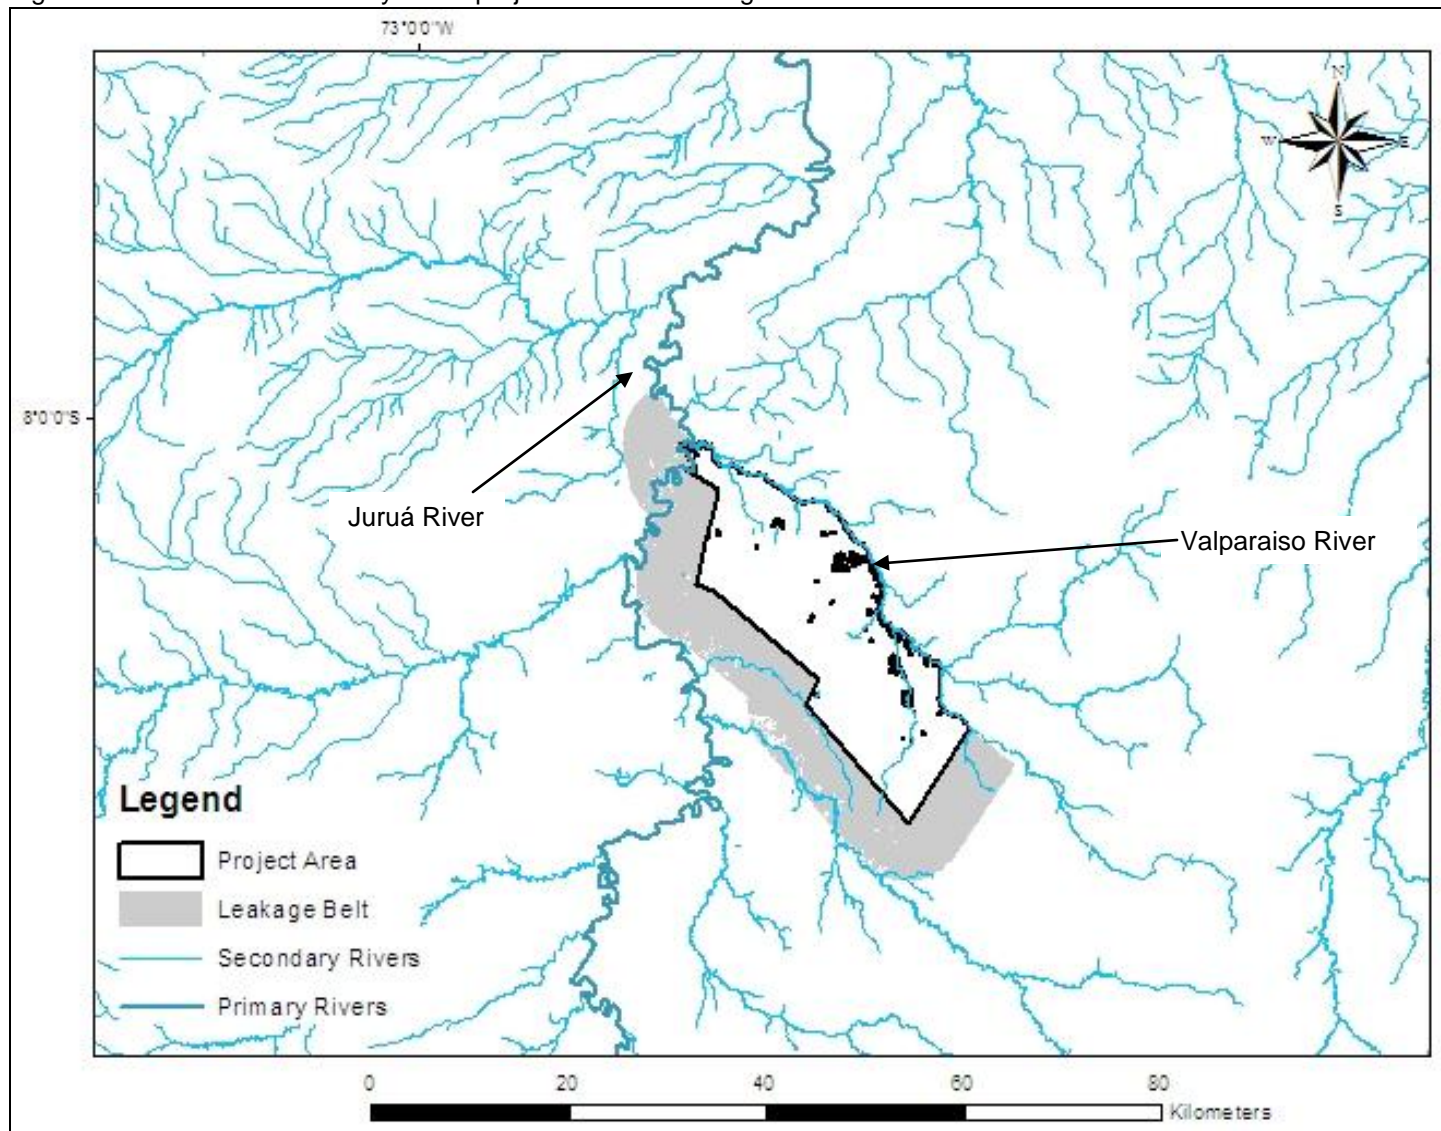 73°0'0"W
N
W
E
S
8°0'0"S
Juruá River
Valparaiso River
Legend
Project Area
Leakage Belt
Secondary Rivers
Primary Rivers
0 20 40 60 80
Kilometers